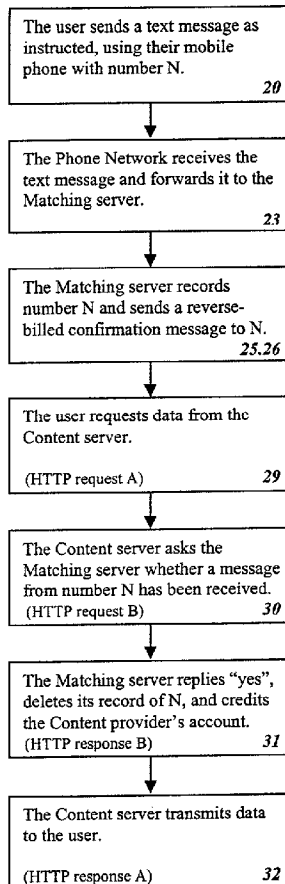 The user sends a text message as
instructed, using their mobile
phone with number N.
20
The Phone Network receives the
text message and forwards it to the
Matching server.
23
The Matching server records
number N and sends a reverse-
billed confirmation message to N.
25.26
The user requests data from the
Content server.
(HTTP request A) 29
The Content server asks the
Matching server whether a message
from number N has been received.
(HTTP request B) 30
The Matching server replies “yes”,
deletes its record of N, and credits
the Content provider’s account.
(HTTP response B) 31
The Content server transmits data
to the user.
(HTTP response A) 32